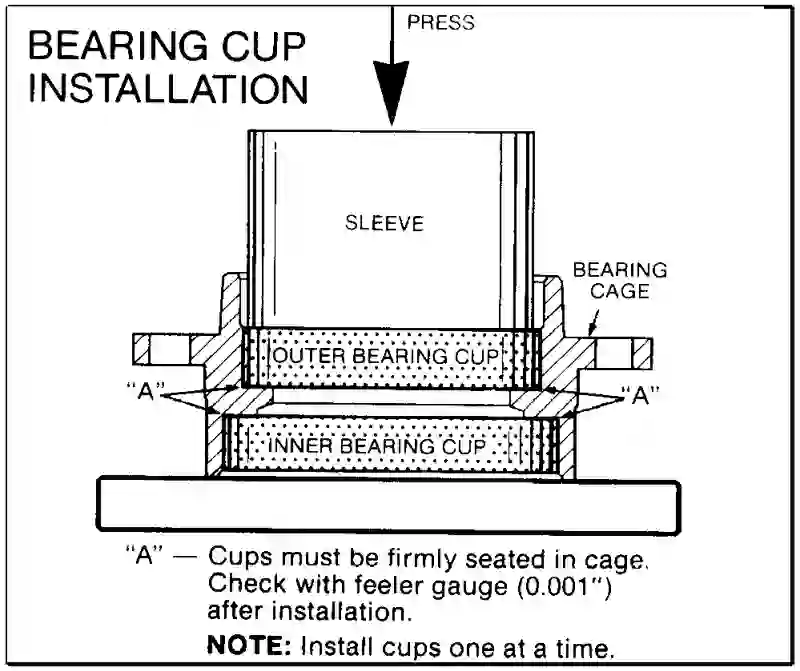 BEARING CUP
INSTALLATION
PRESS
SLEEVE
BEARING
CAGE
OUTER BEARING CUP
"A"
"A"
INNER BEARING CUP
"A" — Cups must be firmly seated in cage.
Check with feeler gauge (0.001")
after installation.
NOTE: Install cups one at a time.